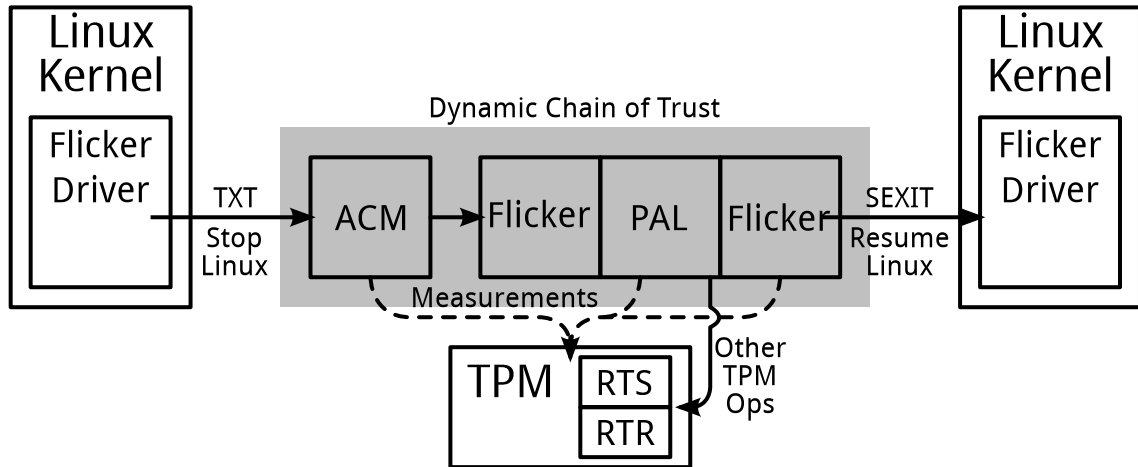 Linux
Kernel
Flicker
Driver
TXT
Stop
Linux
Dynamic Chain of Trust
ACM
Flicker
PAL
Flicker
Measurements
SEXIT
Resume
Linux
Linux
Kernel
Flicker
Driver
TPM
RTS
RTR
Other
TPM
Ops